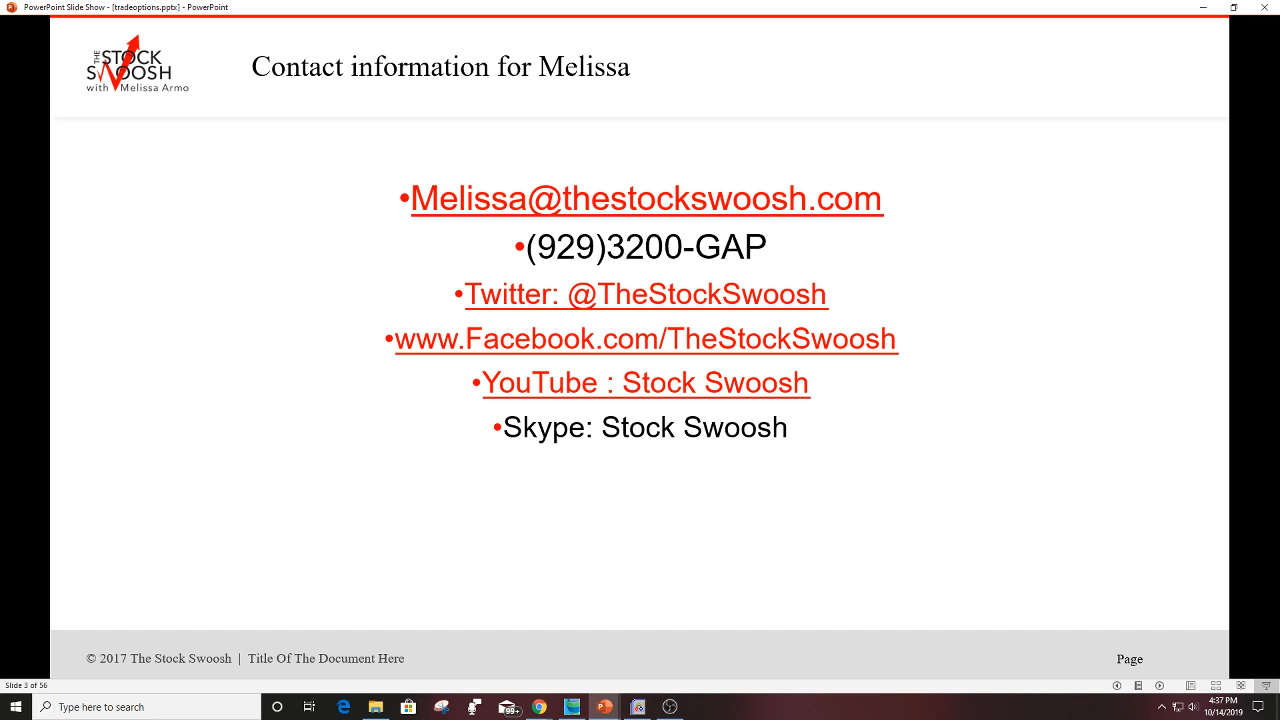 PowerPoint Slide Show - [tradeoptions.pptx] - PowerPoint
THE STOCK
SWOOSH
with Melissa Armo
Contact information for Melissa
•Melissa@thestockswoosh.com
•(929)3200-GAP
•Twitter: @TheStockSwoosh
•www.Facebook.com/TheStockSwoosh
•YouTube : Stock Swoosh
•Skype: Stock Swoosh
© 2017 The Stock Swoosh | Title Of The Document Here
Page
Slide 3 of 56
Type here to search
99+
4:37 PM
10/14/2019